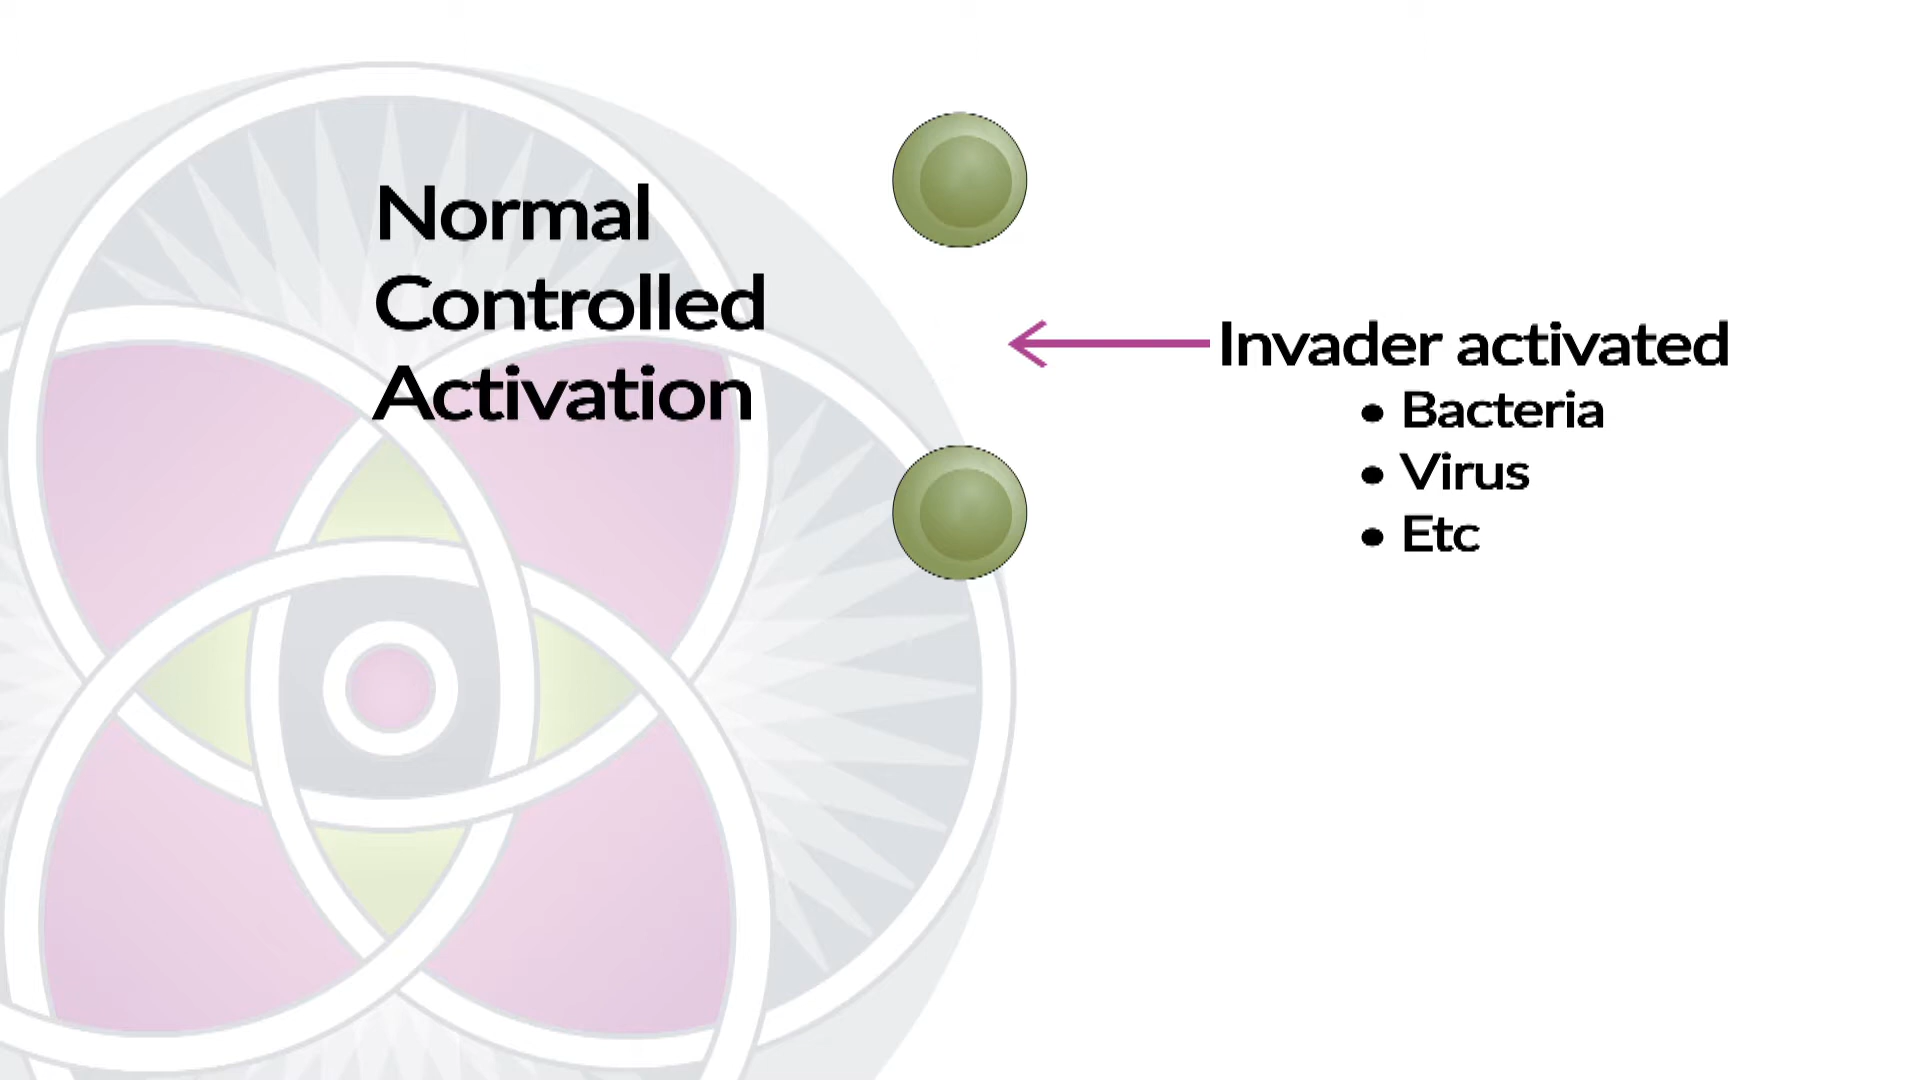 Normal
Controlled
Activation
Invader activated
• Bacteria
• Virus
• Etc